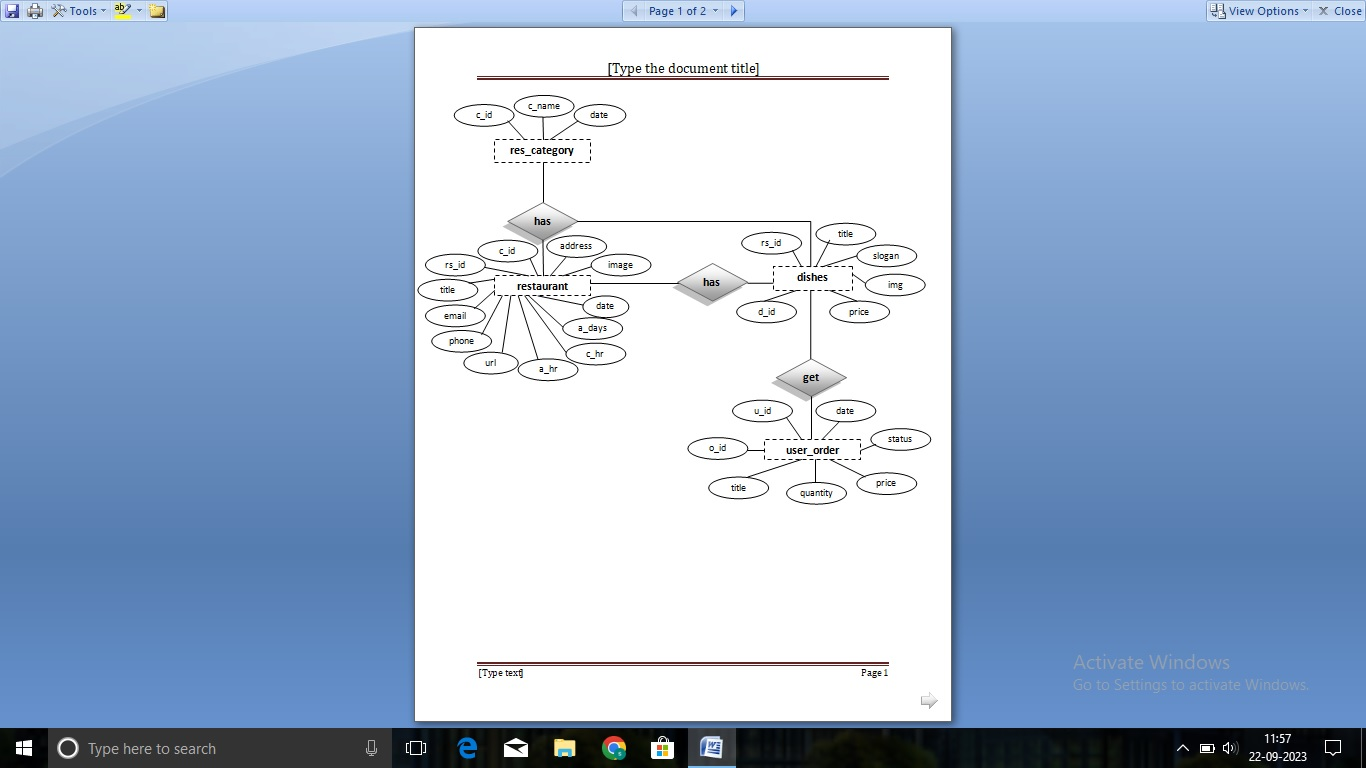 Tools
Page 1 of 2
View Options
Close
[Type the document title]
c_id
c_name
date
res_category
has
c_id
address
rs_id
image
title
restaurant
email
date
phone
a_days
url
a_hr
c_hr
has
rs_id
title
slogan
dishes
img
d_id
price
get
u_id
date
o_id
status
user_order
title
quantity
price
[Type text]
Page 1
Activate Windows
Go to Settings to activate Windows.
Type here to search
11:57
22-09-2023